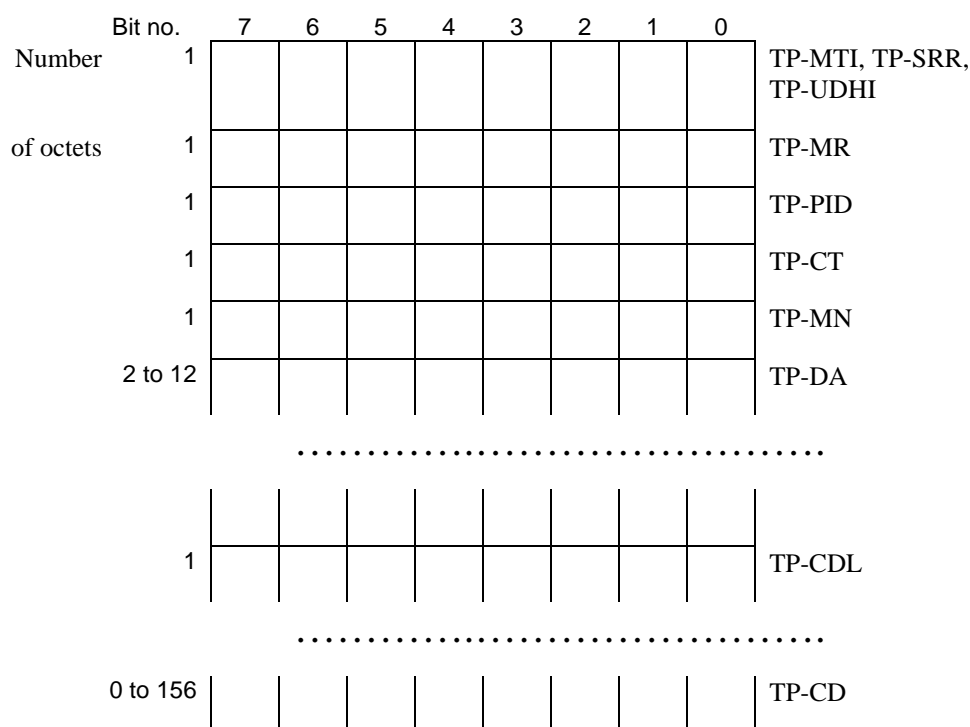 Bit no. 7 6 5 4 3 2 1 0
Number 1 TP-MTI, TP-SRR,
TP-UDHI
of octets 1 TP-MR
1 TP-PID
1 TP-CT
1 TP-MN
2 to 12 TP-DA
1 TP-CDL
0 to 156 TP-CD